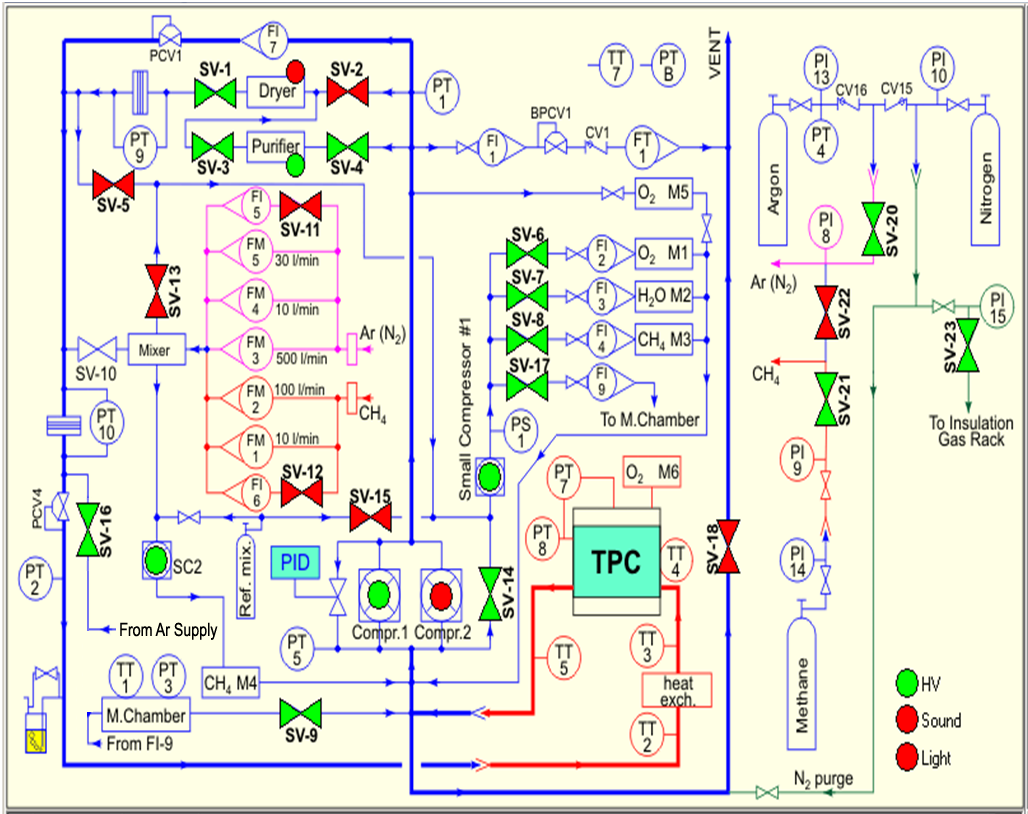 FI
7
PCV1
SV-1
Dryer
SV-2
PT
1
SV-3
Purifier
SV-4
PT
9
SV-5
TT
7
PT
B
VENT
BPCV1
FI
1
CV1
FT
1
PI
13
CV16
CV15
PI
10
PT
4
Argon
Nitrogen
O2 M5
FI
5
SV-11
FM
5
30 l/min
FM
4
10 l/min
FM
3
500 l/min
Ar (N2)
FM
2
100 l/min
CH4
FM
1
10 l/min
FI
6
SV-12
SV-13
Mixer
SV-10
PT
10
SV-6
FI
2
O2 M1
SV-7
FI
3
H2O M2
SV-8
FI
4
CH4 M3
SV-17
FI
9
To M.Chamber
Small Compressor #1
PS
1
PI
8
SV-20
Ar (N2)
SV-22
CH4
SV-21
PI
15
SV-23
To Insulation
Gas Rack
PI
9
PI
14
Methane
PCV4
SV-16
PT
2
SC2
From Ar Supply
Ref. mix.
SV-15
PID
Compr.1
Compr.2
SV-14
PT
5
PT
7
PT
8
O2 M6
TPC
TT
4
SV-18
TT
5
TT
3
heat
exch.
TT
2
TT
1
PT
3
CH4 M4
M.Chamber
From FI-9
SV-9
HV
Sound
Light
N2 purge